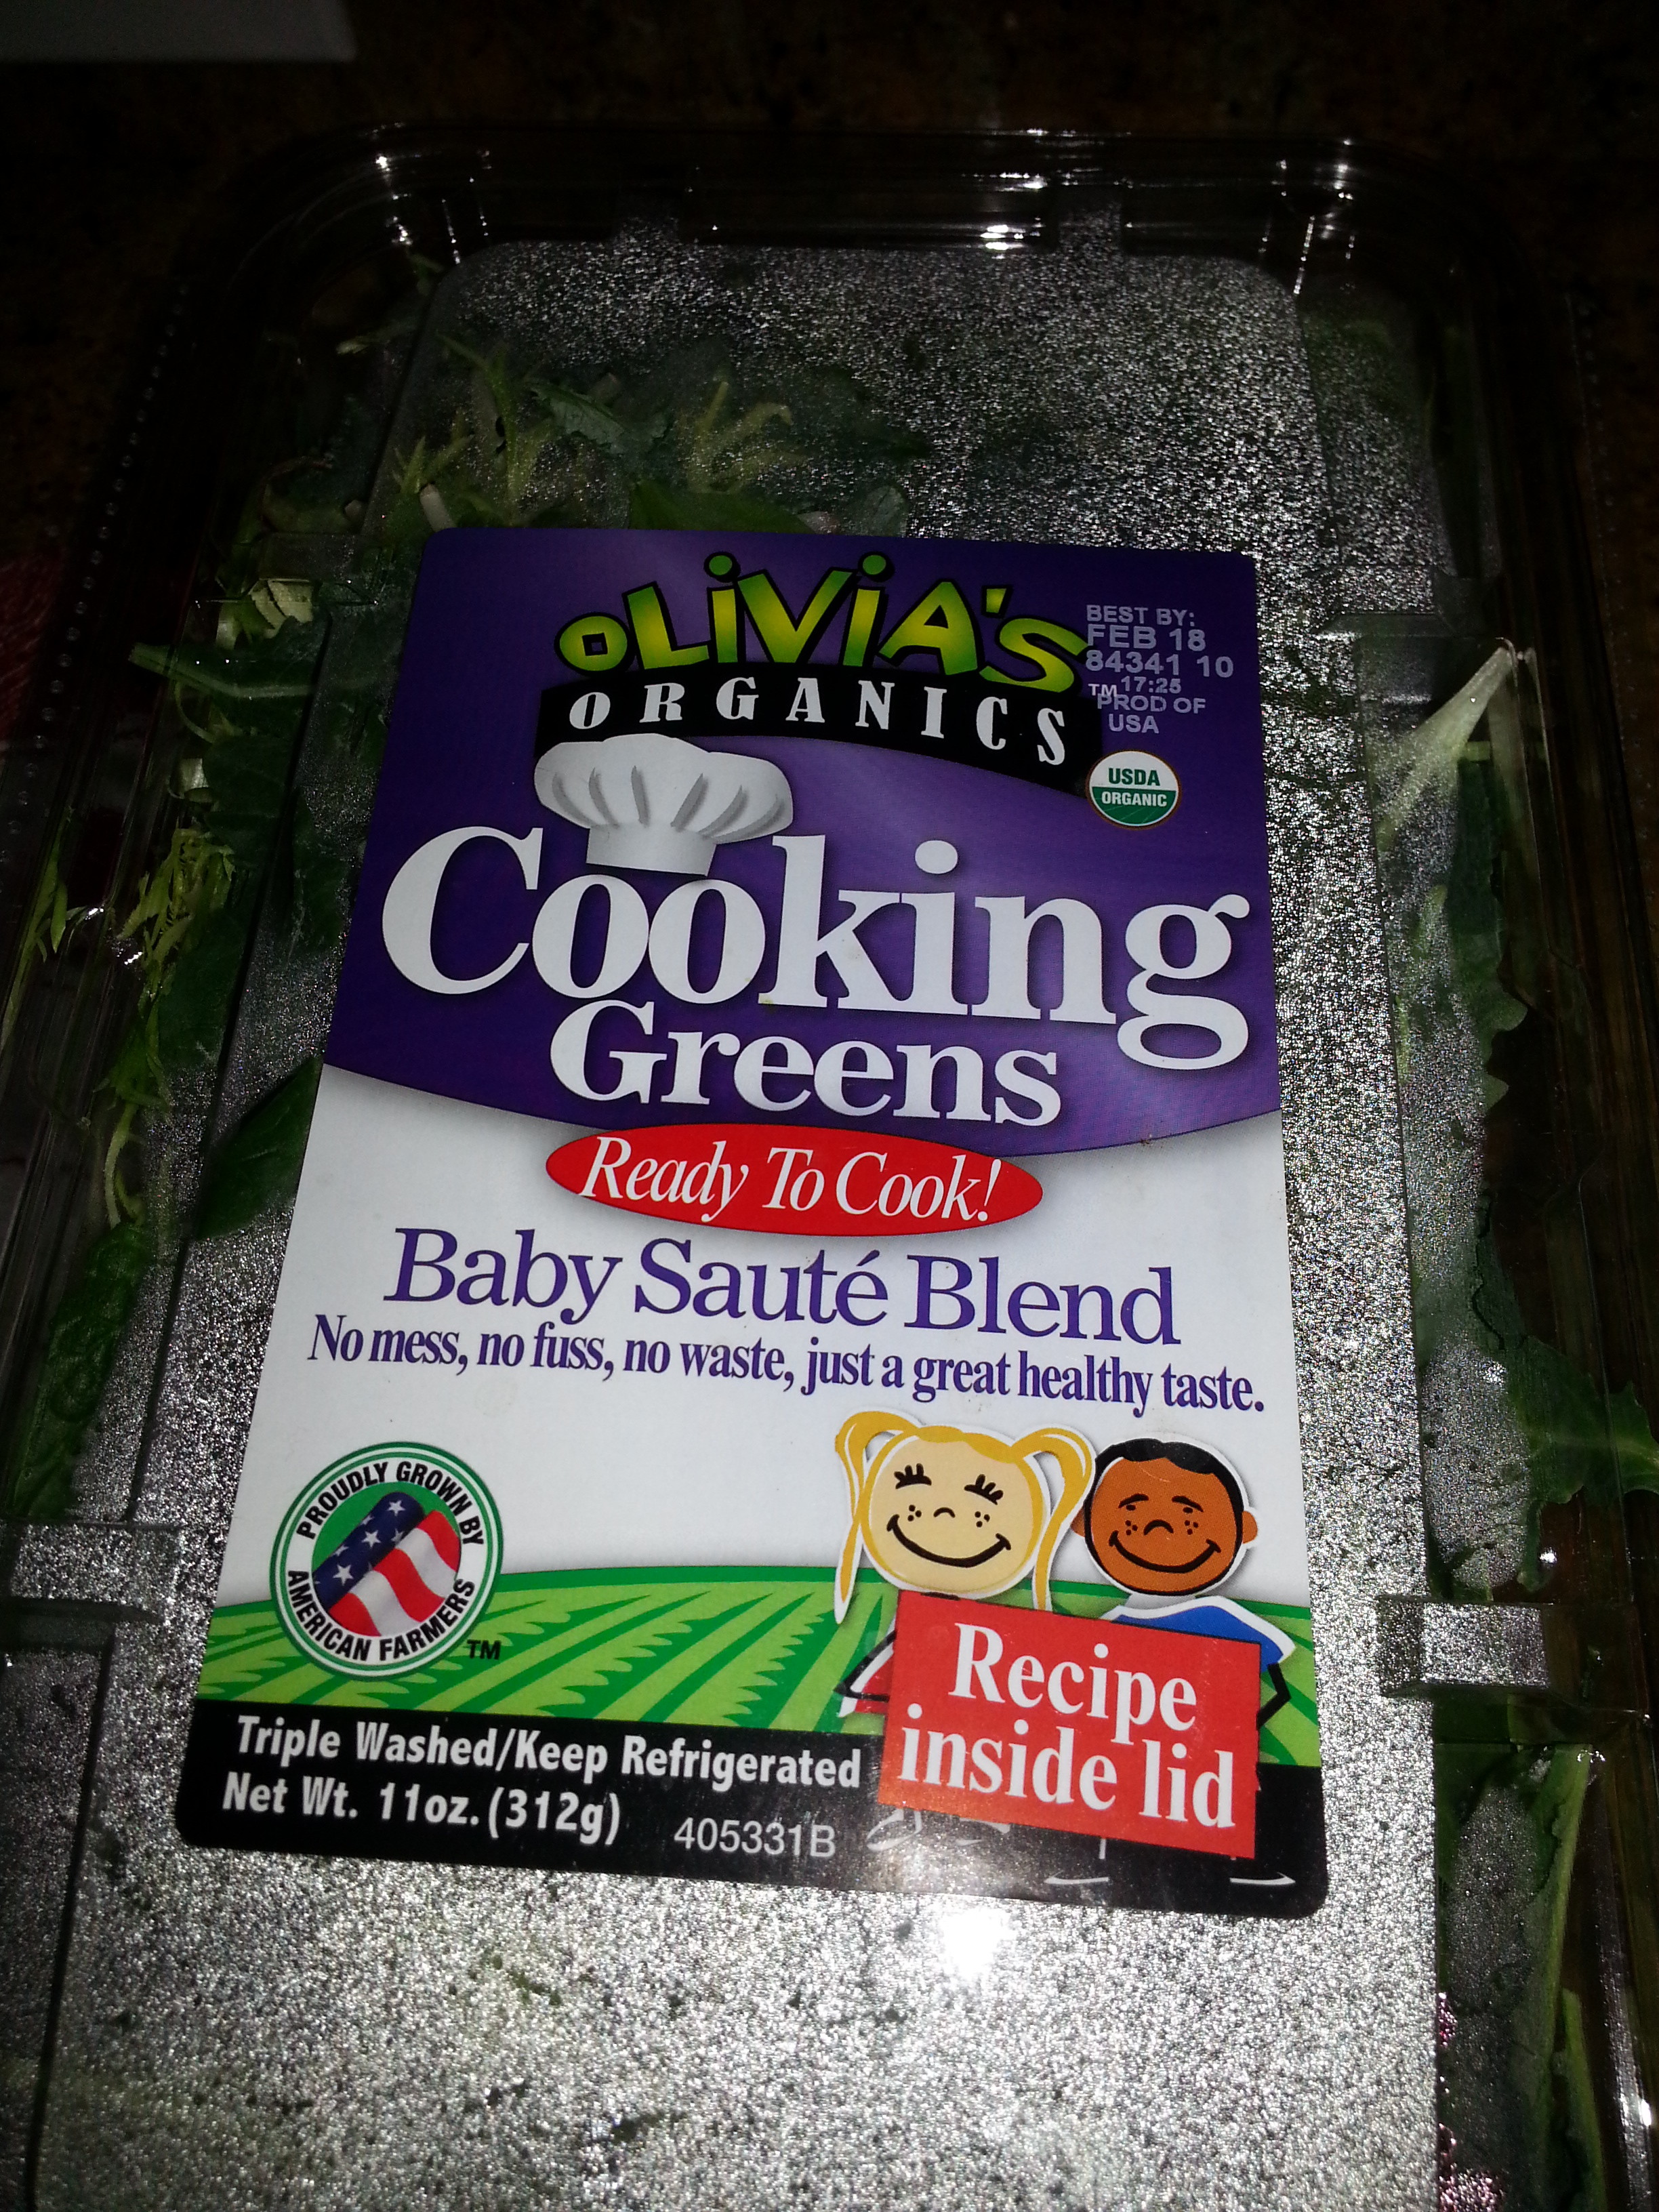 OLiViA'S
ORGANICS
BEST BY:
FEB 18
84341 10
17:25
TM
PROD OF
USA
USDA
ORGANIC
Cooking
Greens
Ready To Cook!
Baby Sauté Blend
No mess, no fuss, no waste, just a great healthy taste.
PROUDLY GROWN BY
AMERICAN FARMERS
TM
Recipe
inside lid
Triple Washed/Keep Refrigerated
Net Wt. 11oz. (312g)
405331B